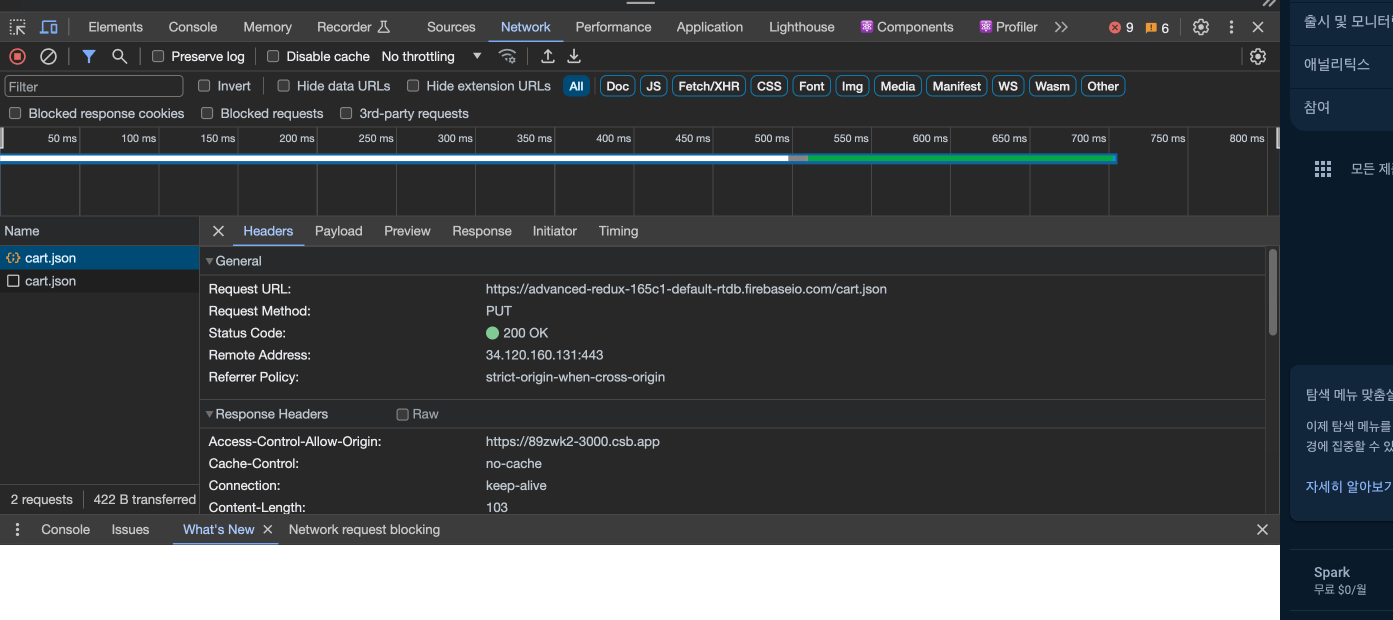 Elements Console Memory Recorder Sources Network Performance Application Lighthouse Components Profiler 9 6
Preserve log Disable cache No throttling
Filter Invert Hide data URLs Hide extension URLs All Doc JS Fetch/XHR CSS Font Img Media Manifest WS Wasm Other
Blocked response cookies Blocked requests 3rd-party requests
50 ms 100 ms 150 ms 200 ms 250 ms 300 ms 350 ms 400 ms 450 ms 500 ms 550 ms 600 ms 650 ms 700 ms 750 ms 800 ms
Name
cart.json
cart.json
2 requests 422 B transferred
Headers Payload Preview Response Initiator Timing
General
Request URL: https://advanced-redux-165c1-default-rtdb.firebaseio.com/cart.json
Request Method: PUT
Status Code: 200 OK
Remote Address: 34.120.160.131:443
Referrer Policy: strict-origin-when-cross-origin
Response Headers Raw
Access-Control-Allow-Origin: https://89zwk2-3000.csb.app
Cache-Control: no-cache
Connection: keep-alive
Content-Length: 103
Console Issues What's New Network request blocking
출시 및 모니터
애널리틱스
참여
모든 제
탐색 메뉴 맞춤
이제 탐색 메뉴를
경에 집중할 수 있
자세히 알아보기
Spark
무료 $0/월